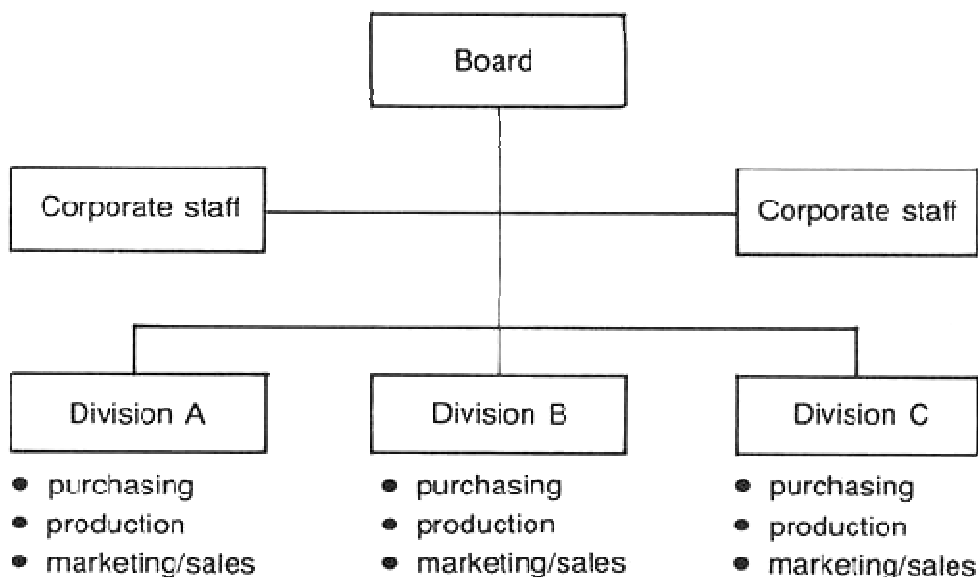 Board
Corporate staff
Corporate staff
Division A
Division B
Division C
• purchasing
• production
• marketing/sales
• purchasing
• production
• marketing/sales
• purchasing
• production
• marketing/sales